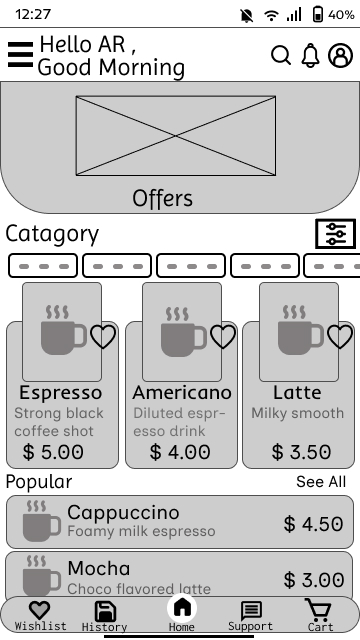 12:27
40%
Hello AR ,
Good Morning
Offers
Catagory
Espresso
Strong black
coffee shot
$ 5.00
Americano
Diluted espr-
esso drink
$ 4.00
Latte
Milky smooth
$ 3.50
Popular
See All
Cappuccino
Foamy milk espresso
$ 4.50
Mocha
Choco flavored latte
$ 3.00
Wishlist
History
Home
Support
Cart